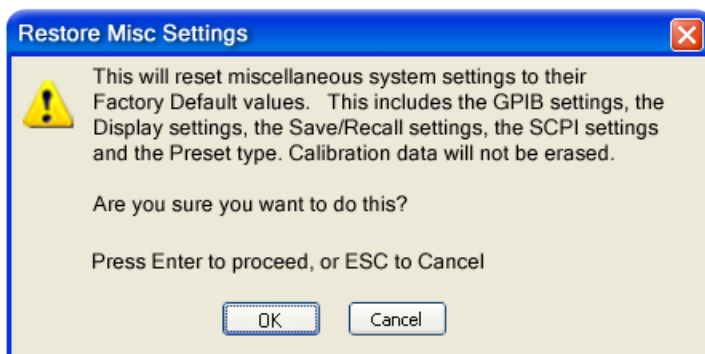 Restore Misc Settings
This will reset miscellaneous system settings to their
Factory Default values.   This includes the GPIB settings, the
Display settings, the Save/Recall settings, the SCPI settings
and the Preset type. Calibration data will not be erased.
Are you sure you want to do this?
Press Enter to proceed, or ESC to Cancel
OK
Cancel